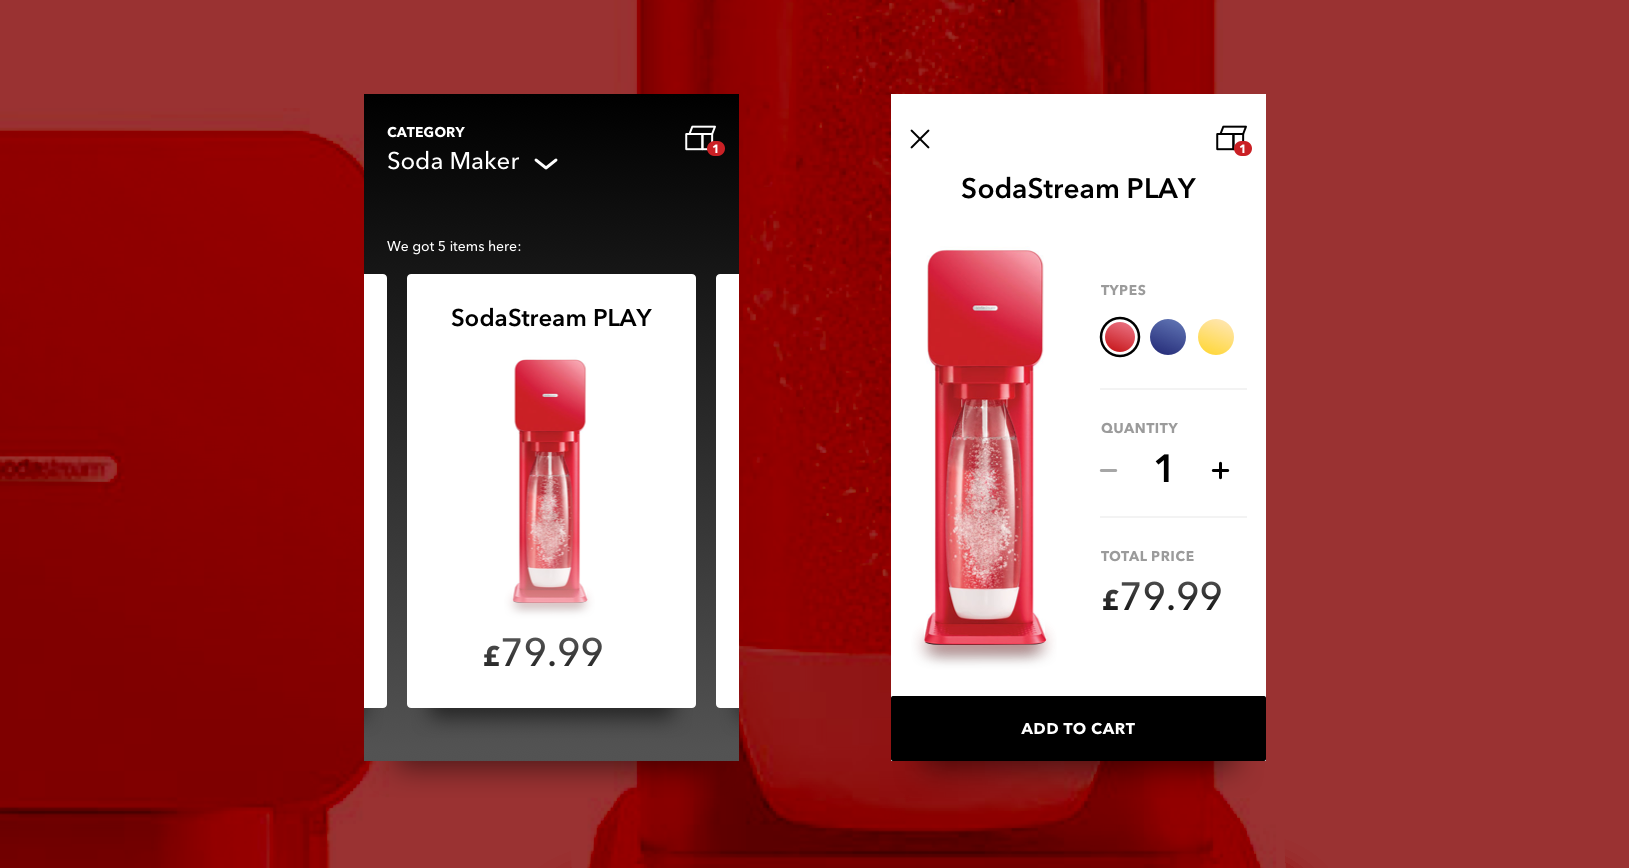 CATEGORY
Soda Maker
1
We got 5 items here:
SodaStream PLAY
£79.99
1
SodaStream PLAY
TYPES
QUANTITY
1
TOTAL PRICE
£79.99
ADD TO CART
sodastream